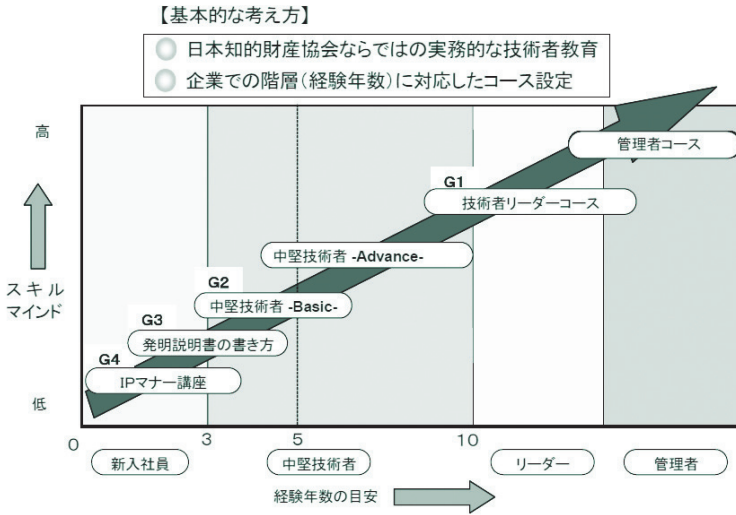 【基本的な考え方】
日本知的財産協会ならではの実務的な技術者教育
企業での階層(経験年数)に対応したコース設定
高
管理者コース
G1
技術者リーダーコース
中堅技術者 -Advance-
スキル
マインド
G2
中堅技術者 -Basic-
G3
発明説明書の書き方
G4
IPマナー講座
低
0
3
5
10
新入社員
中堅技術者
リーダー
管理者
経験年数の目安